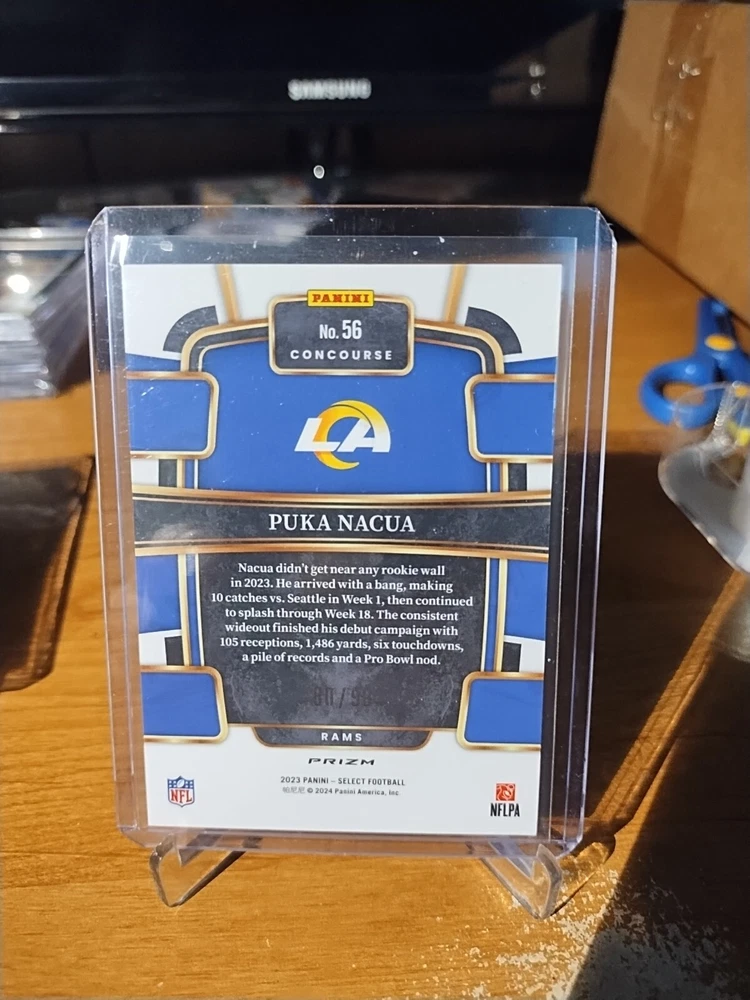 SAMSUNG
PANINI
No. 56
CONCOURSE
LA
PUKA NACUA
Nacua didn't get near any rookie wall
in 2023. He arrived with a bang, making
10 catches vs. Seattle in Week 1, then continued
to splash through Week 18. The consistent
wideout finished his debut campaign with
105 receptions, 1,486 yards, six touchdowns,
a pile of records and a Pro Bowl nod.
RAMS
PRIZM
2023 PANINI – SELECT FOOTBALL
帕尼尼 © 2024 Panini America, Inc.
NFL
NFLPA